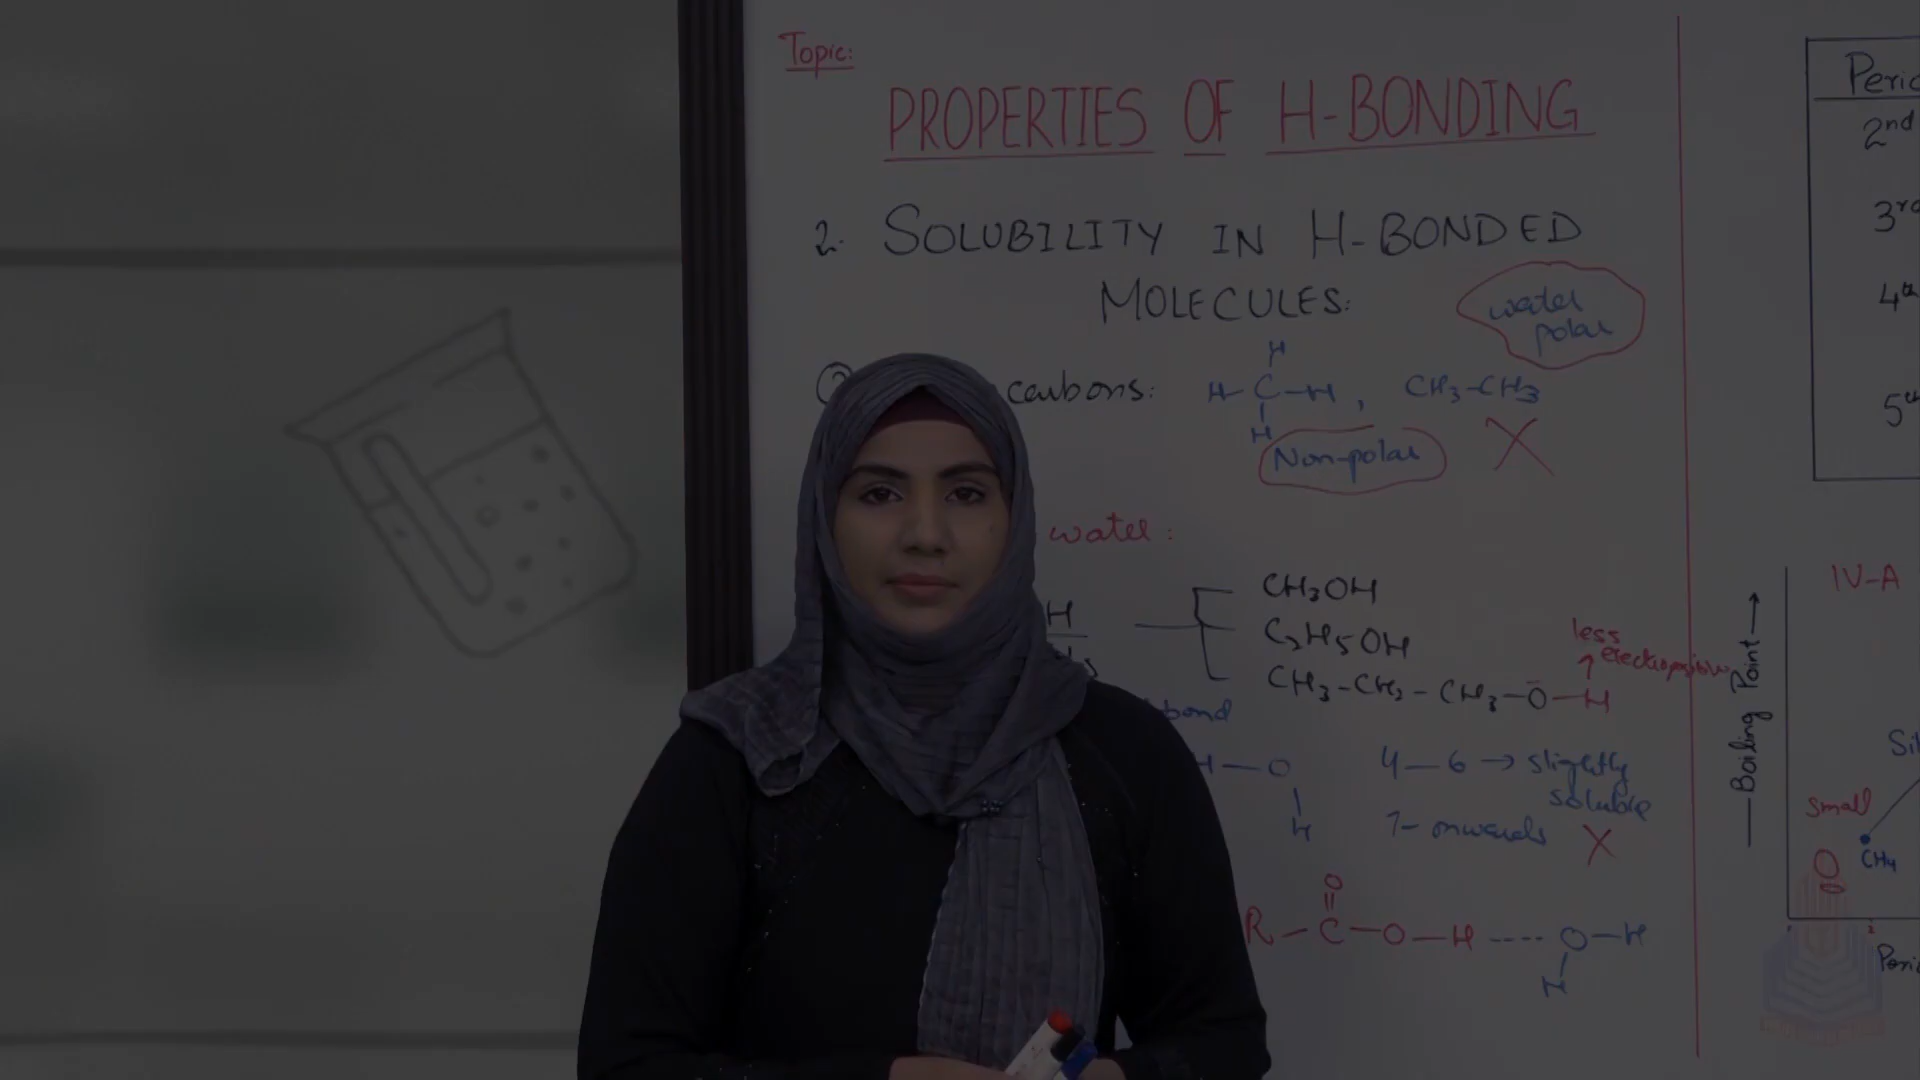 Topic:
PROPERTIES OF H-BONDING
2. SOLUBILITY IN H-BONDED
MOLECULES:
water
polar
carbons:
H
H-C-H, CH3-CH3
H
Non-polar X
water:
H
CH3OH
C2H5OH
CH3-CH2-CH3-O-H
less
electropositive
bond
H-O
H
4-6 → slightly
soluble
7- onwards X
O
R-C-O-H----O-H
H
2nd
3rd
4th
5th
IV-A
Boiling Point →
small
CH4